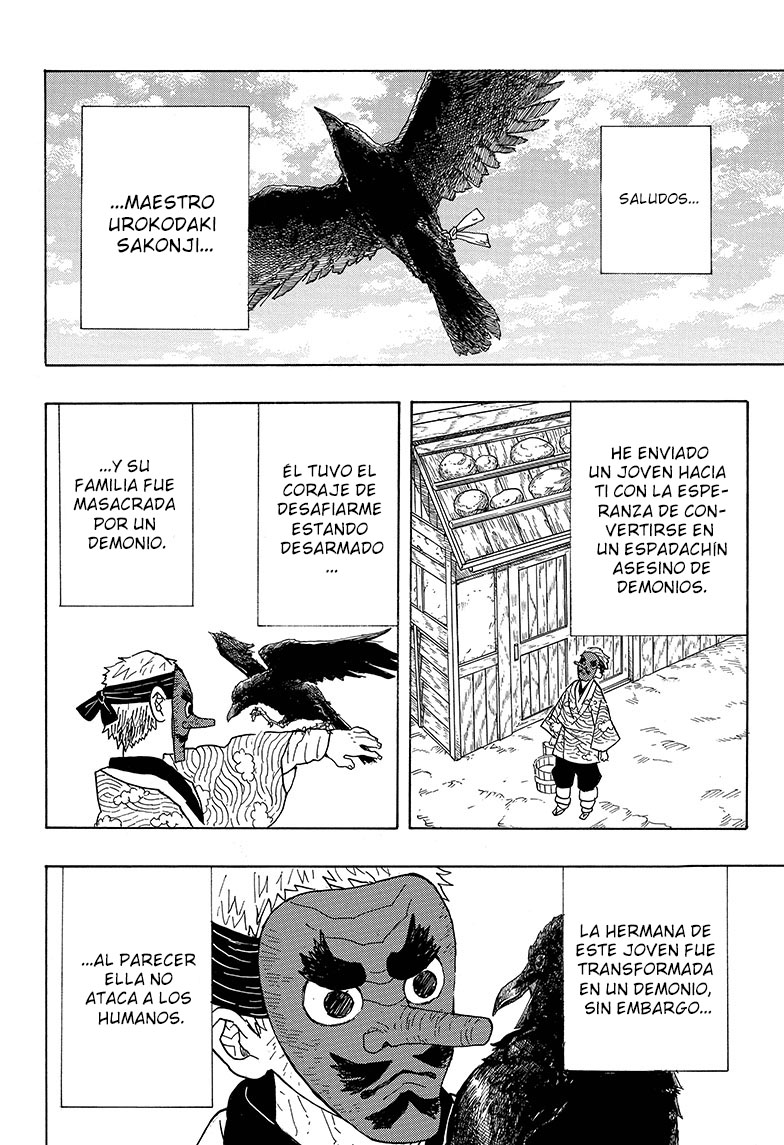 SALUDOS...
...MAESTRO
UROKODAKI
SAKONJI...
HE ENVIADO
UN JOVEN HACIA
TI CON LA ESPE-
RANZA DE CON-
VERTIRSE EN
UN ESPADACHÍN
ASESINO DE
DEMONIOS.
ÉL TUVO EL
CORAJE DE
DESAFIARME
ESTANDO
DESARMADO
...
...Y SU
FAMILIA FUE
MASACRADA
POR UN
DEMONIO.
LA HERMANA DE
ESTE JOVEN FUE
TRANSFORMADA
EN UN DEMONIO,
SIN EMBARGO...
...AL PARECER
ELLA NO
ATACA A LOS
HUMANOS.